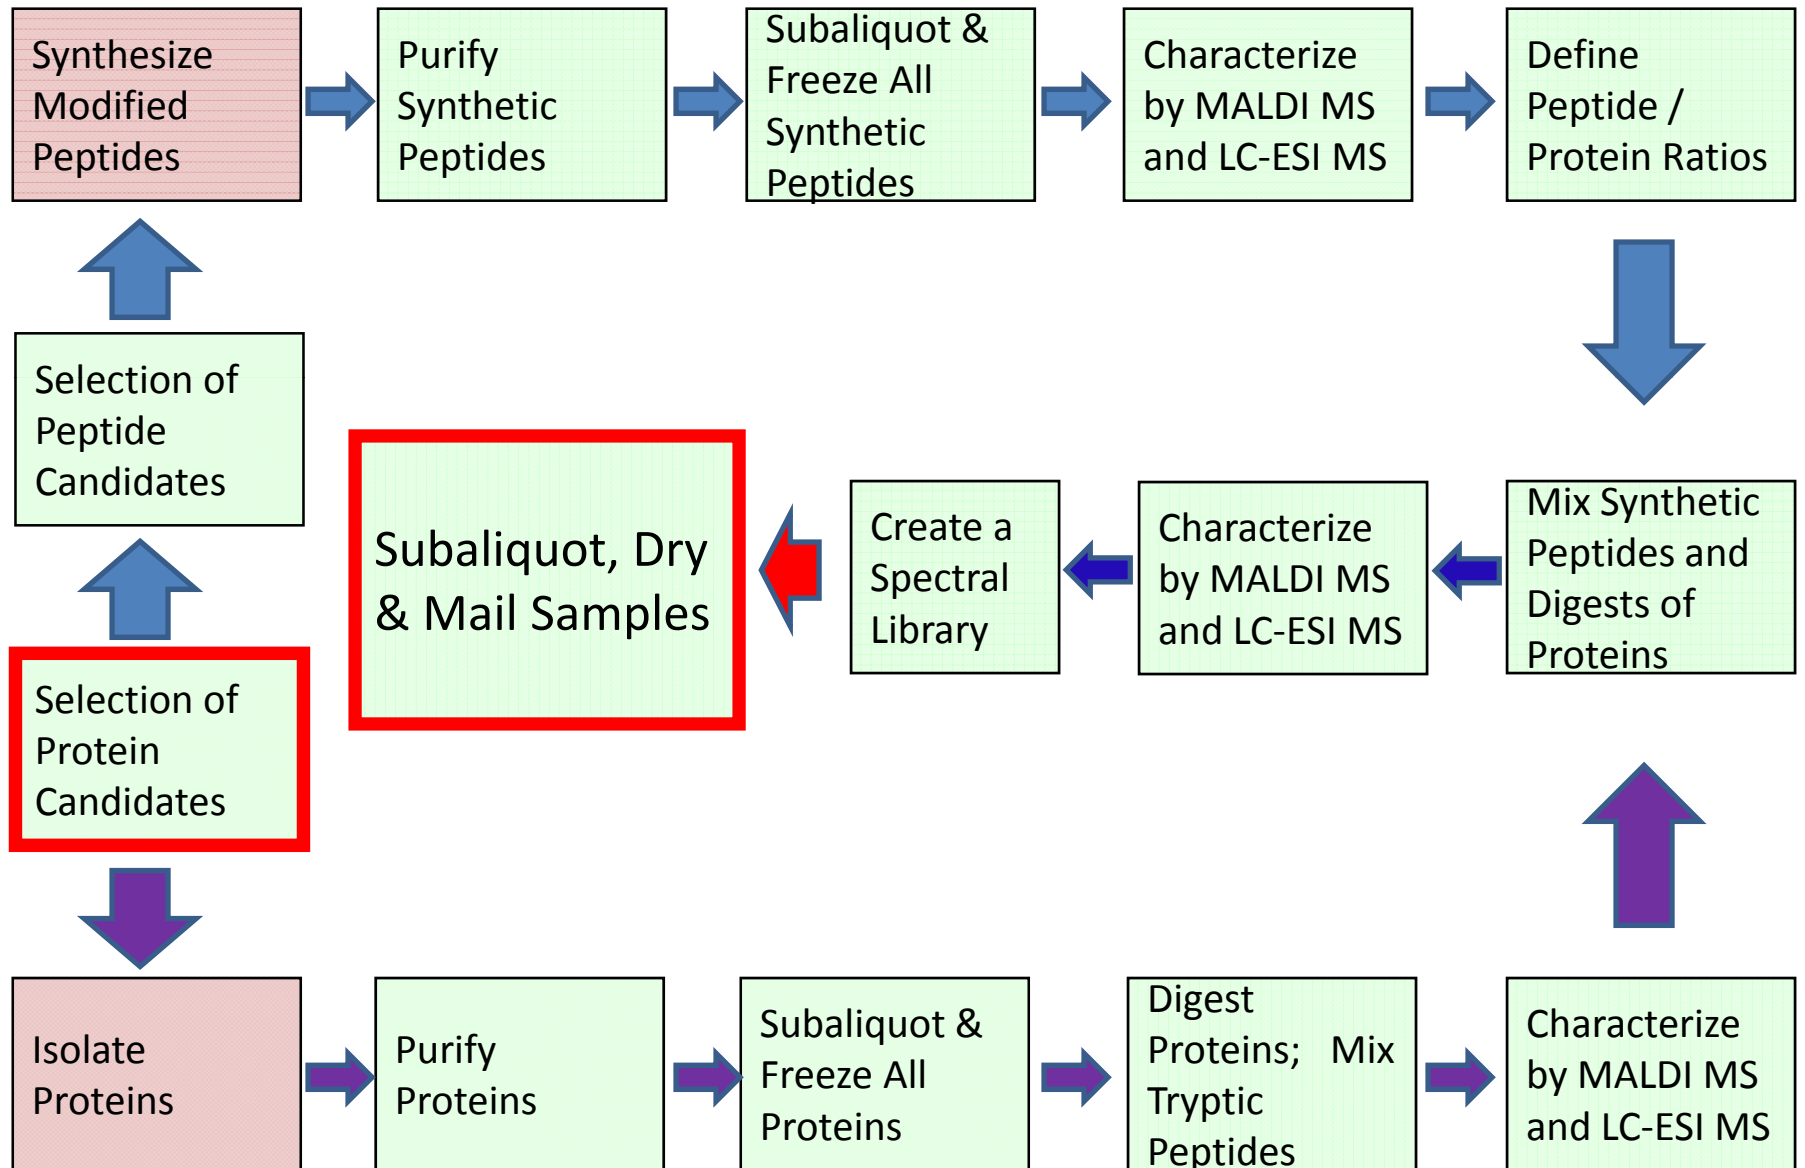 Synthesize
Modified
Peptides
Purify
Synthetic
Peptides
Subaliquot &
Freeze All
Synthetic
Peptides
Characterize
by MALDI MS
and LC-ESI MS
Define
Peptide /
Protein Ratios
Selection of
Peptide
Candidates
Subaliquot, Dry
& Mail Samples
Create a
Spectral
Library
Characterize
by MALDI MS
and LC-ESI MS
Mix Synthetic
Peptides and
Digests of
Proteins
Selection of
Protein
Candidates
Isolate
Proteins
Purify
Proteins
Subaliquot &
Freeze All
Proteins
Digest
Proteins; Mix
Tryptic
Peptides
Characterize
by MALDI MS
and LC-ESI MS